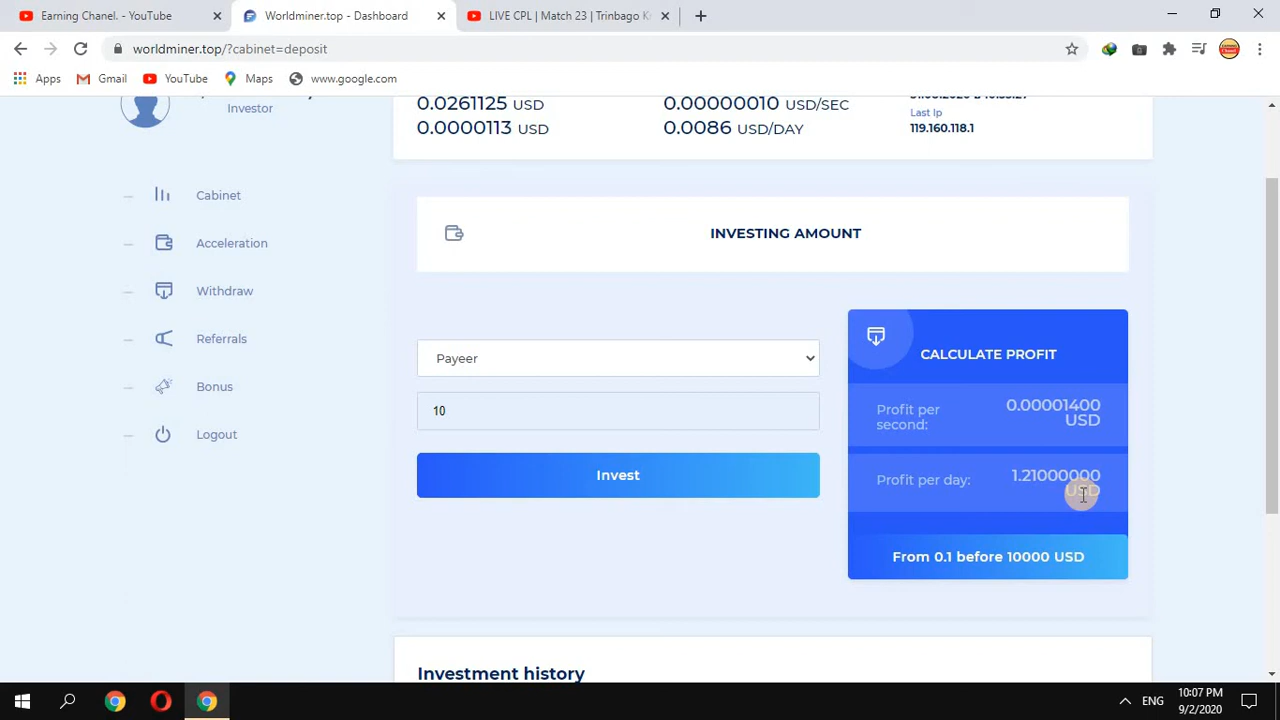 Earning Chanel. - YouTube
Worldminer.top - Dashboard
LIVE CPL | Match 23 | Trinbago K
worldminer.top/?cabinet=deposit
Apps
Gmail
YouTube
Maps
www.google.com
Investor
0.0261125 USD
0.00000010 USD/SEC
Last Ip
0.0000113 USD
0.0086 USD/DAY
119.160.118.1
Cabinet
Acceleration
Withdraw
Referrals
Bonus
Logout
INVESTING AMOUNT
Payeer
10
Invest
CALCULATE PROFIT
Profit per second:
0.00001400 USD
Profit per day:
1.21000000 USD
From 0.1 before 10000 USD
Investment history
ENG
10:07 PM
9/2/2020